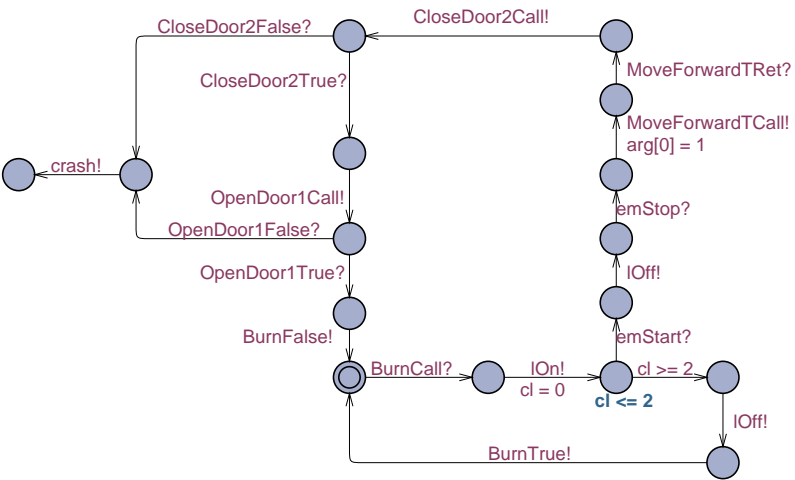 CloseDoor2Call!
CloseDoor2False?
CloseDoor2True?
MoveForwardTRet?
MoveForwardTCall!
arg[0] = 1
crash!
OpenDoor1Call!
emStop?
OpenDoor1False?
OpenDoor1True?
lOff!
BurnFalse!
emStart?
BurnCall?
lOn!
cl = 0
cl >= 2
cl <= 2
lOff!
BurnTrue!